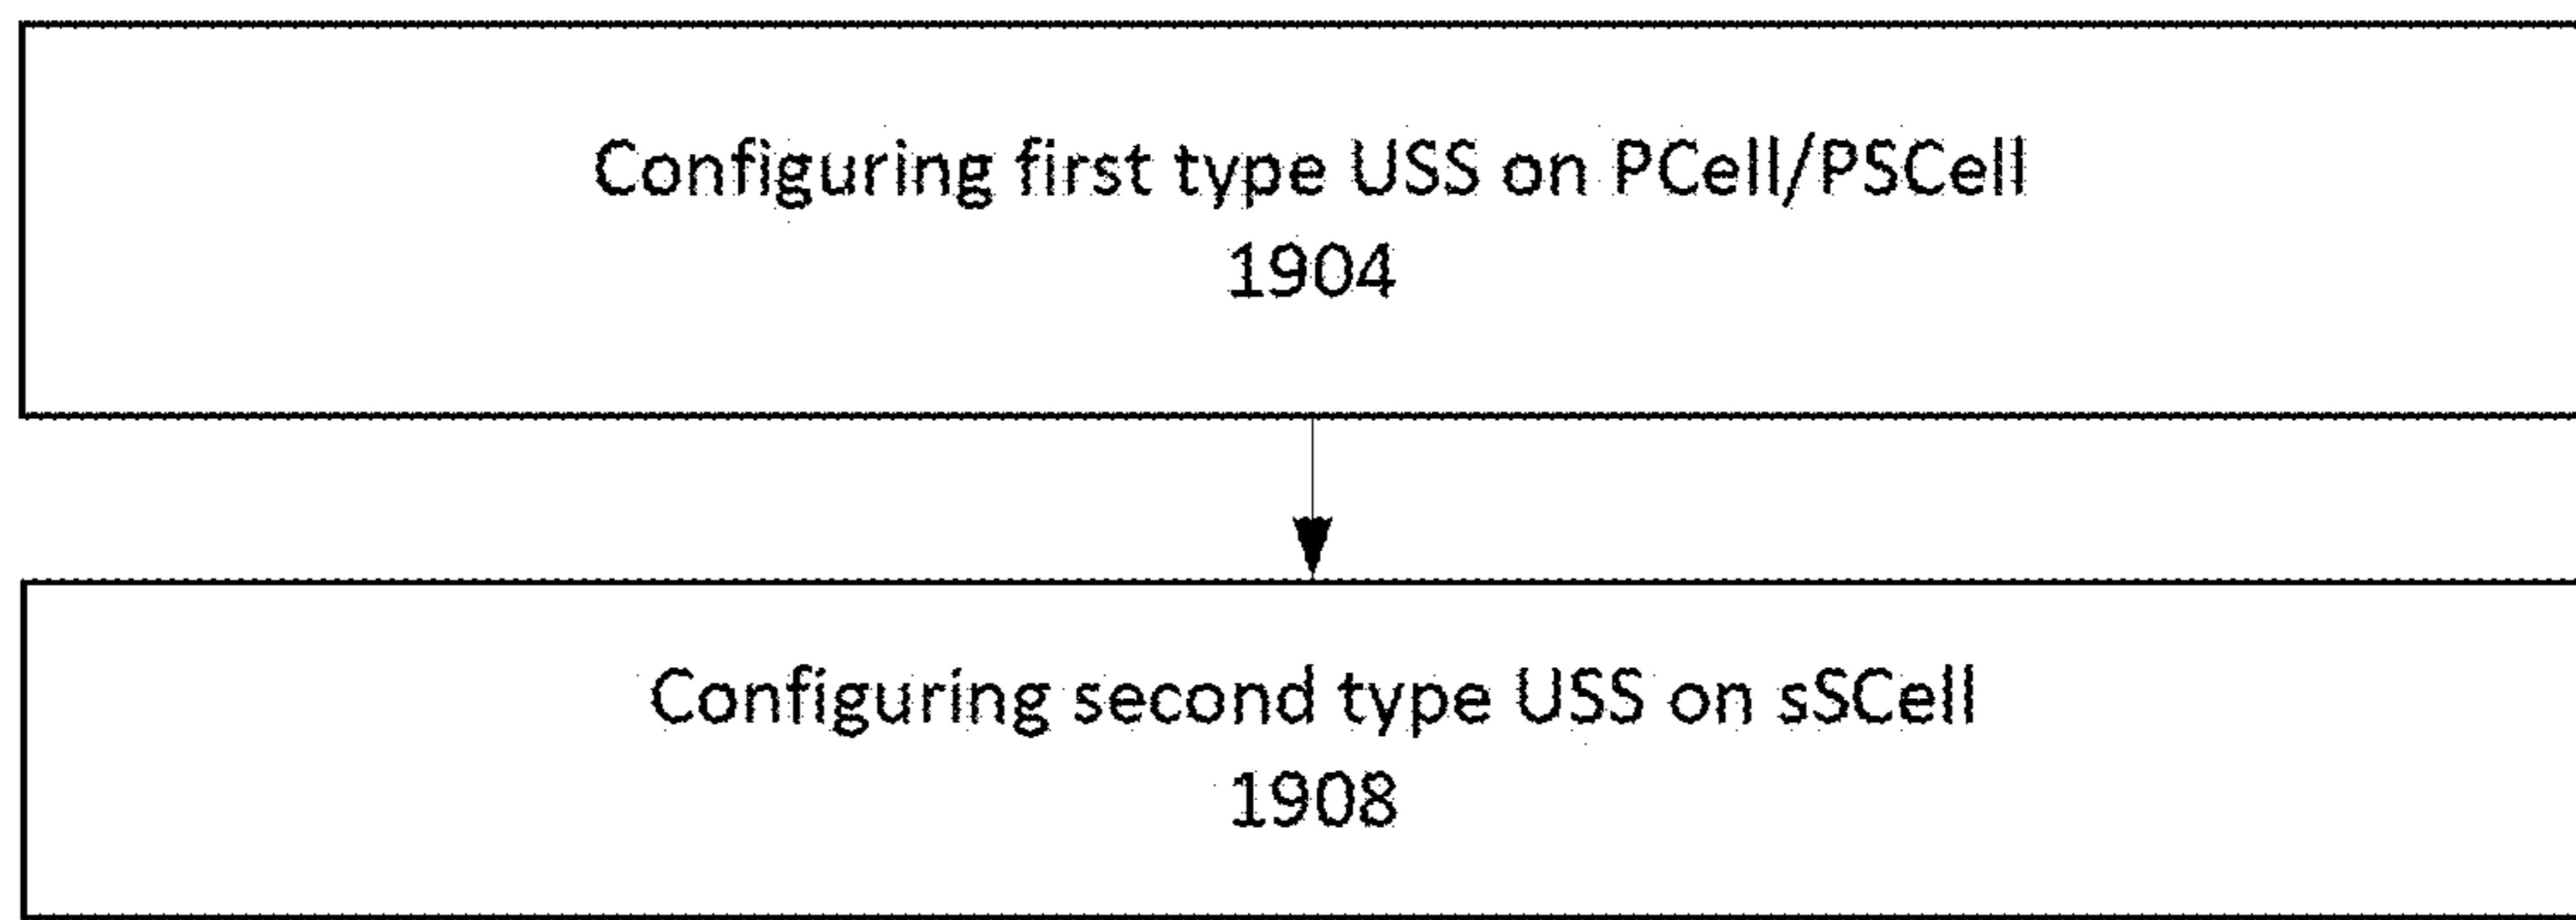 Configuring first type USS on PCell/PSCell
1904
Configuring second type USS on sSCell
1908